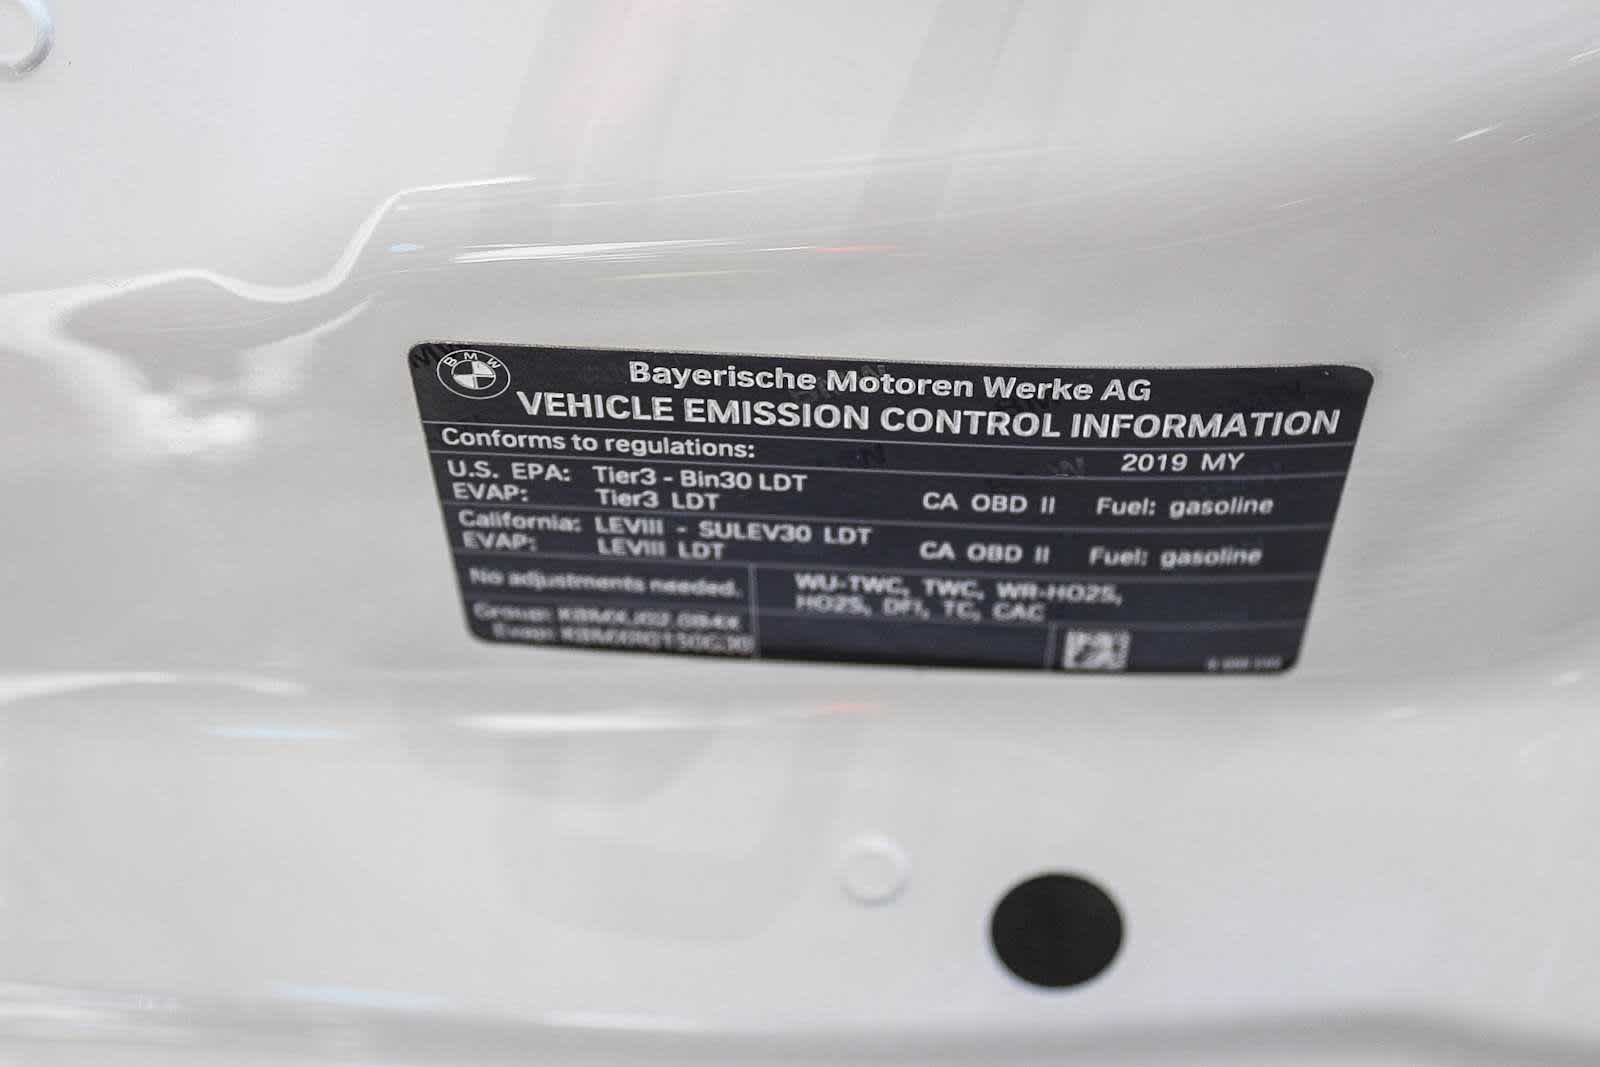 BMW
Bayerische Motoren Werke AG
VEHICLE EMISSION CONTROL INFORMATION
Conforms to regulations: 2019 MY
U.S. EPA: Tier3 - Bin30 LDT
EVAP: Tier3 LDT CA OBD II Fuel: gasoline
California: LEVIII - SULEV30 LDT
EVAP: LEVIII LDT CA OBD II Fuel: gasoline
No adjustments needed.
WU-TWC, TWC, WR-HO2S,
HO2S, DFI, TC, CAC
Group:
Evap: